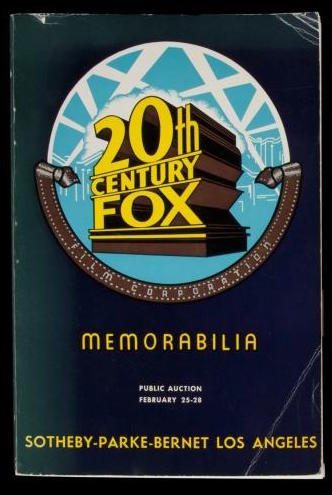 20th
CENTURY
FOX
FILM CORPORATION
MEMORABILIA
PUBLIC AUCTION
FEBRUARY 25-28
SOTHEBY-PARKE-BERNET LOS ANGELES